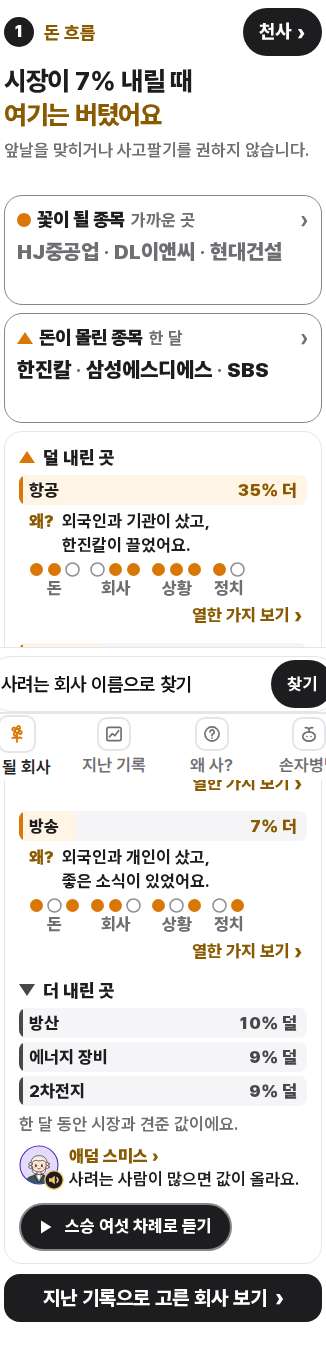 1 돈 흐름
천사 ›
시장이 7% 내릴 때
여기는 버텼어요
앞날을 맞히거나 사고팔기를 권하지 않습니다.
꽃이 될 종목 가까운 곳 ›
HJ중공업 · DL이앤씨 · 현대건설
돈이 몰린 종목 한 달 ›
한진칼 · 삼성에스디에스 · SBS
덜 내린 곳
항공 35% 더
왜? 외국인과 기관이 샀고,
한진칼이 끌었어요.
돈 회사 상황 정치
열한 가지 보기 ›
사려는 회사 이름으로 찾기 찾기
될 회사 지난 기록 왜 사? 손자병
열한 가지 보기 ›
방송 7% 더
왜? 외국인과 개인이 샀고,
좋은 소식이 있었어요.
돈 회사 상황 정치
열한 가지 보기 ›
더 내린 곳
방산 10% 덜
에너지 장비 9% 덜
2차전지 9% 덜
한 달 동안 시장과 견준 값이에요.
애덤 스미스 ›
사려는 사람이 많으면 값이 올라요.
스승 여섯 차례로 듣기
지난 기록으로 고른 회사 보기 ›